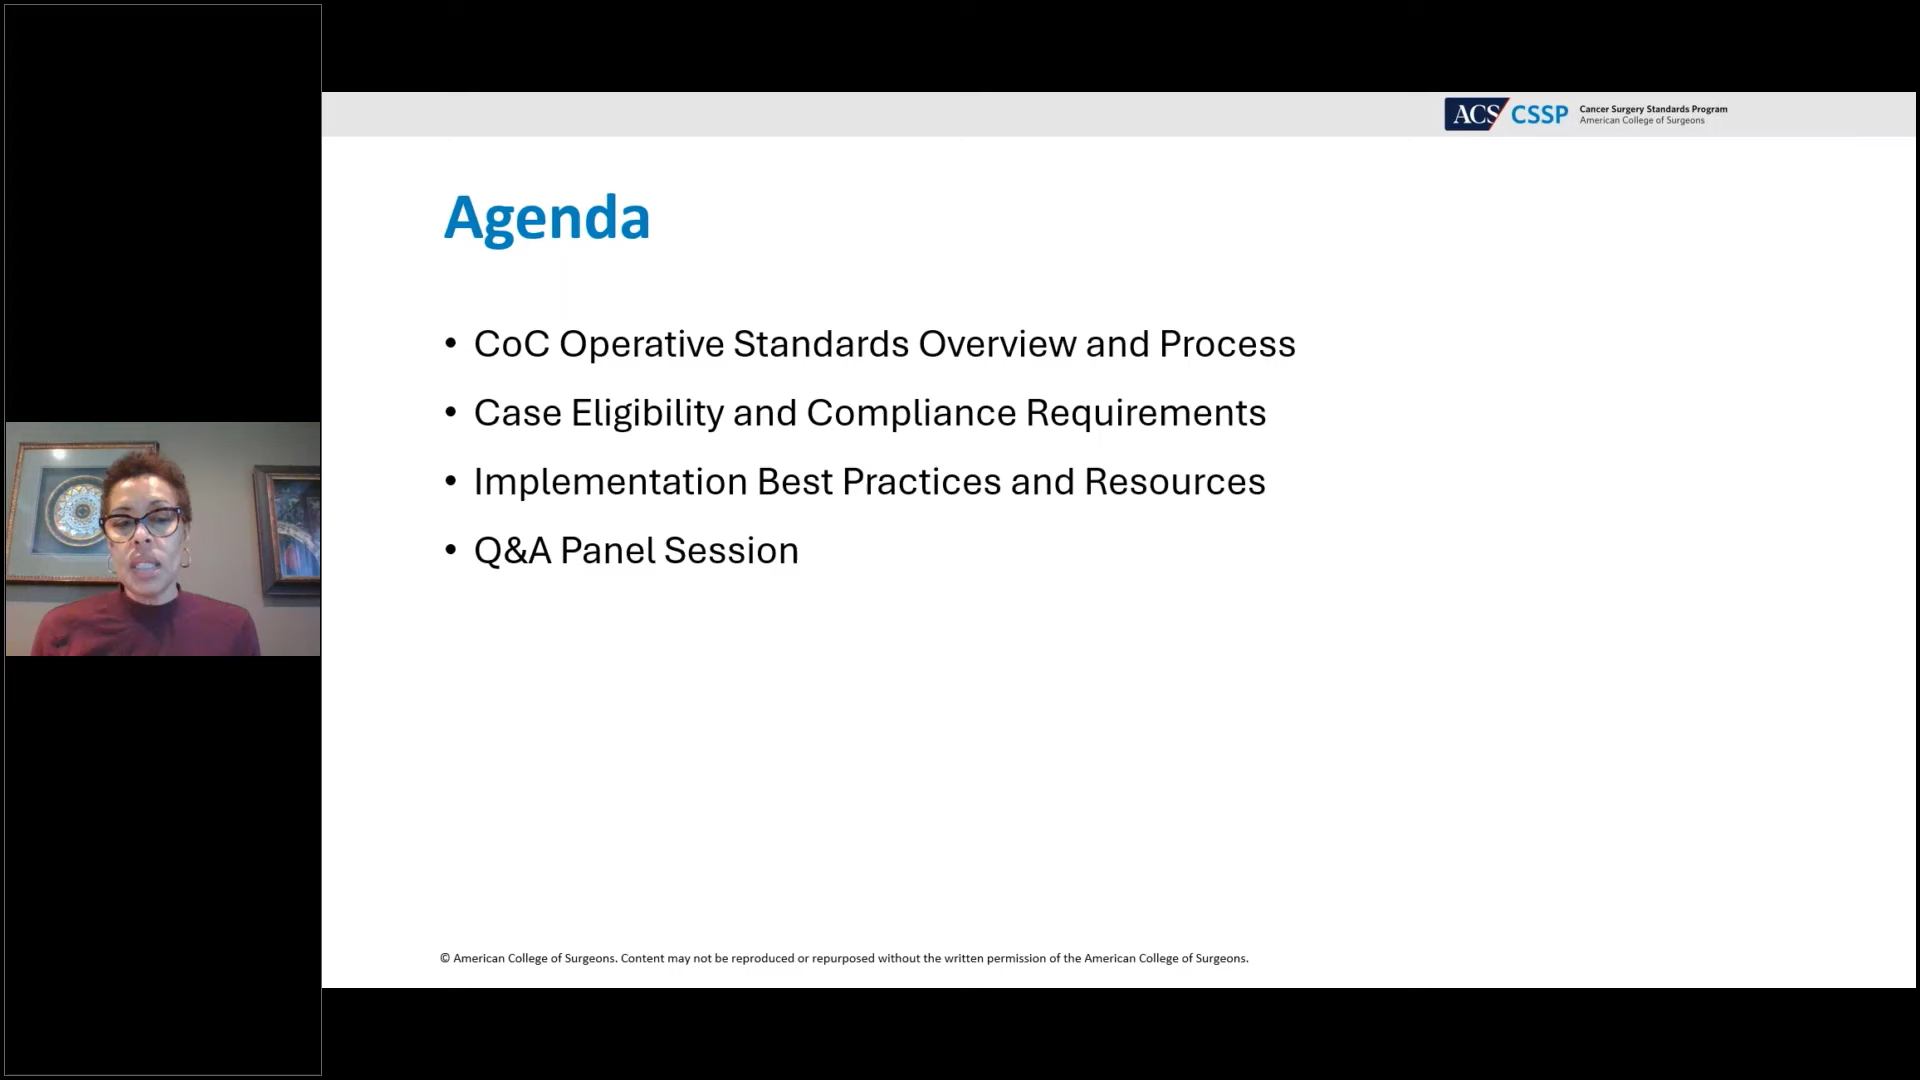 ACS CSSP Cancer Surgery Standards Program
American College of Surgeons
Agenda
• CoC Operative Standards Overview and Process
• Case Eligibility and Compliance Requirements
• Implementation Best Practices and Resources
• Q&A Panel Session
© American College of Surgeons. Content may not be reproduced or repurposed without the written permission of the American College of Surgeons.